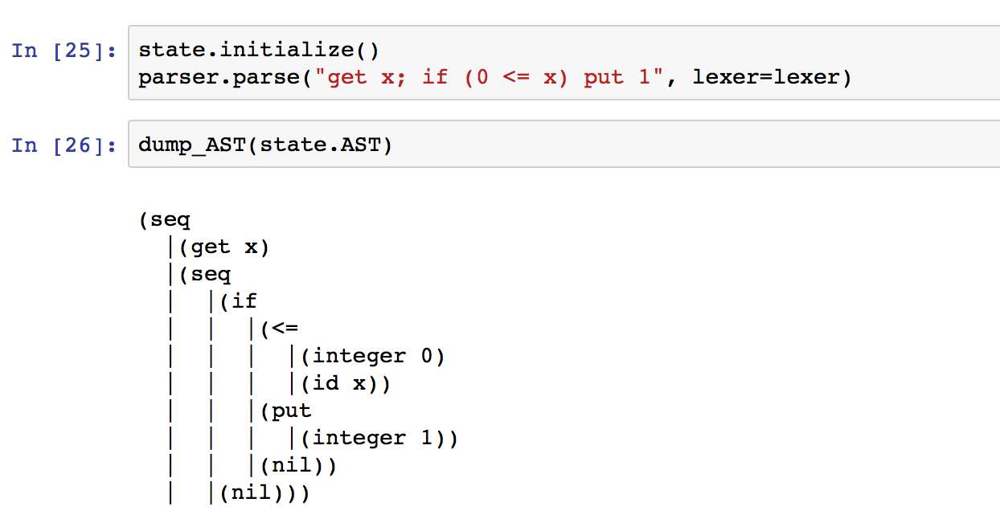 In [25]: state.initialize()
parser.parse("get x; if (0 <= x) put 1", lexer=lexer)
In [26]: dump_AST(state.AST)
(seq
  |(get x)
  |(seq
  |  |(if
  |  |  |(<=
  |  |  |  |(integer 0)
  |  |  |  |(id x))
  |  |  |(put
  |  |  |  |(integer 1))
  |  |  |(nil))
  |  |(nil)))